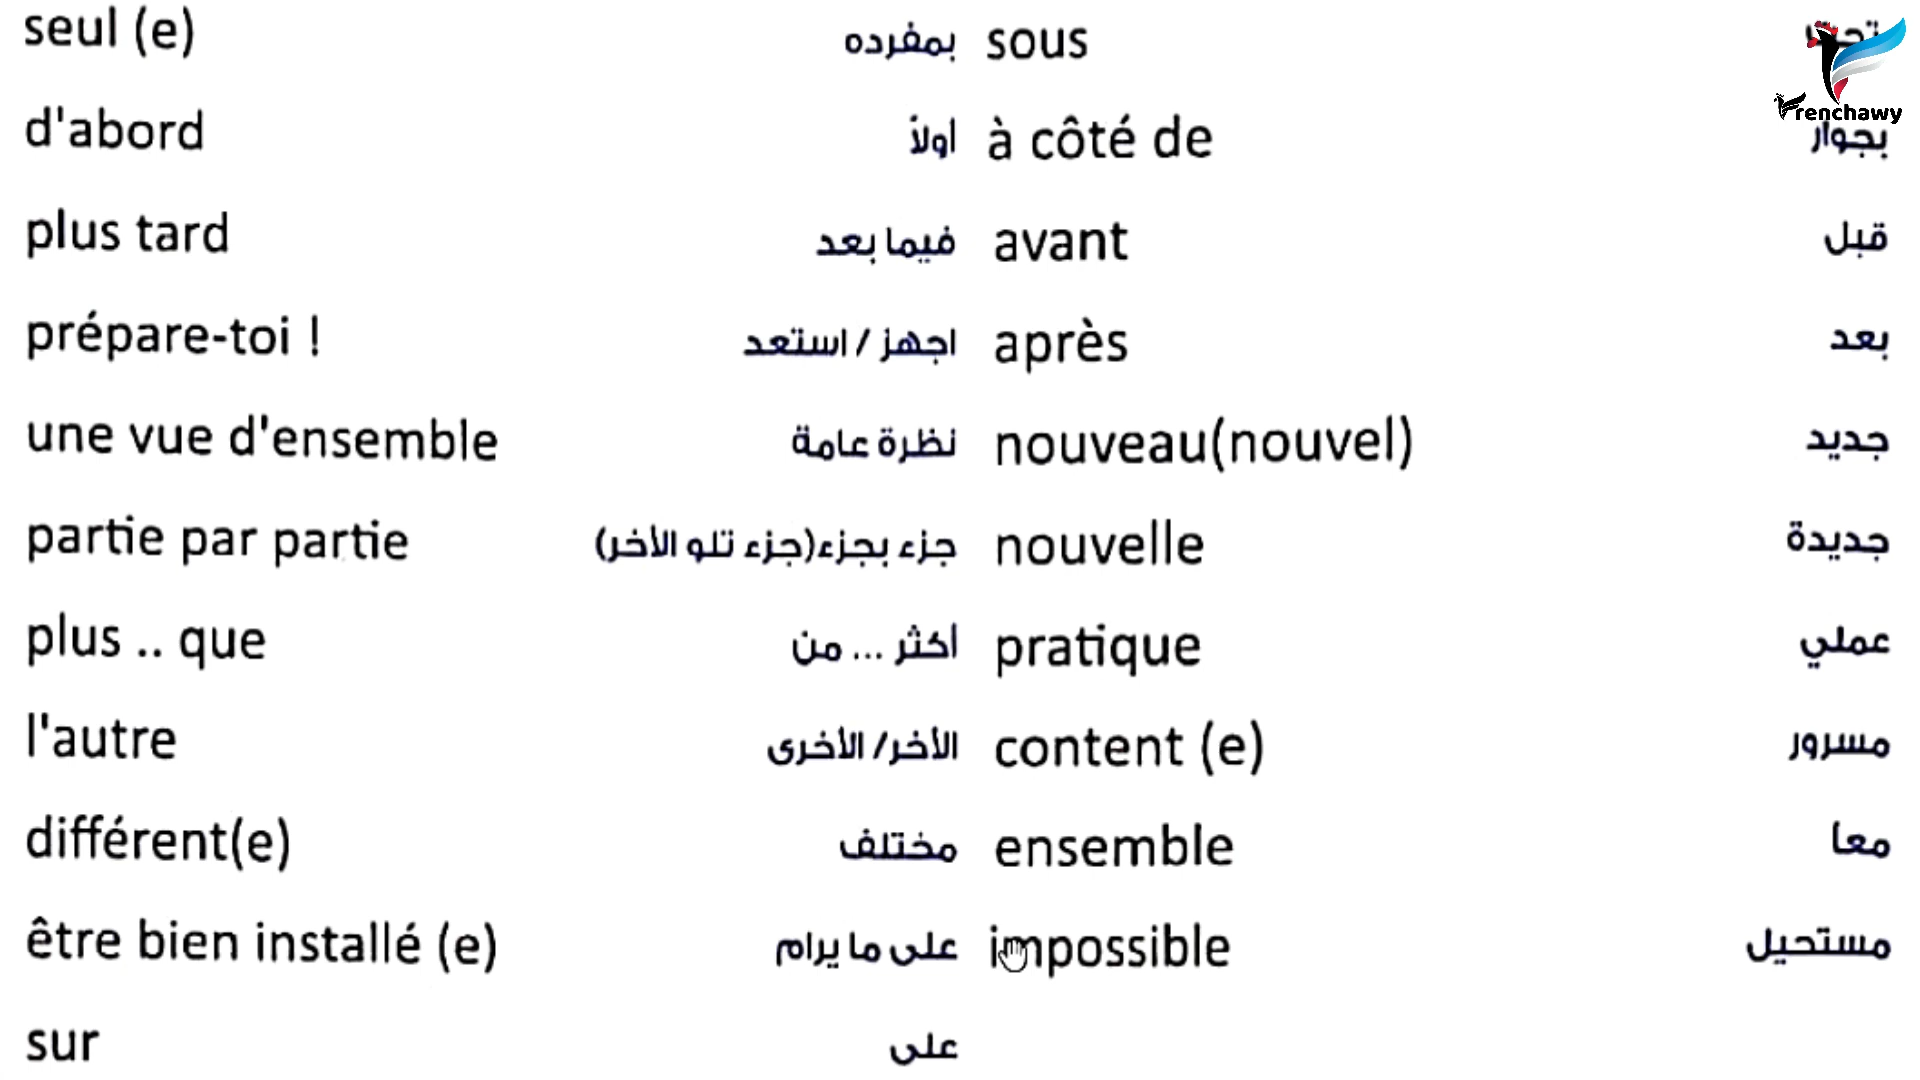 seul (e) بمفرده sous
d'abord أولاً à côté de بجوار
plus tard فيما بعد avant قبل
prépare-toi ! اجهز / استعد après بعد
une vue d'ensemble نظرة عامة nouveau(nouvel) جديد
partie par partie جزء بجزء(جزء تلو الأخر) nouvelle جديدة
plus .. que أكثر ... من pratique عملي
l'autre الأخر/ الأخرى content (e) مسرور
différent(e) مختلف ensemble معا
être bien installé (e) على ما يرام impossible مستحيل
sur على
Frenchawy